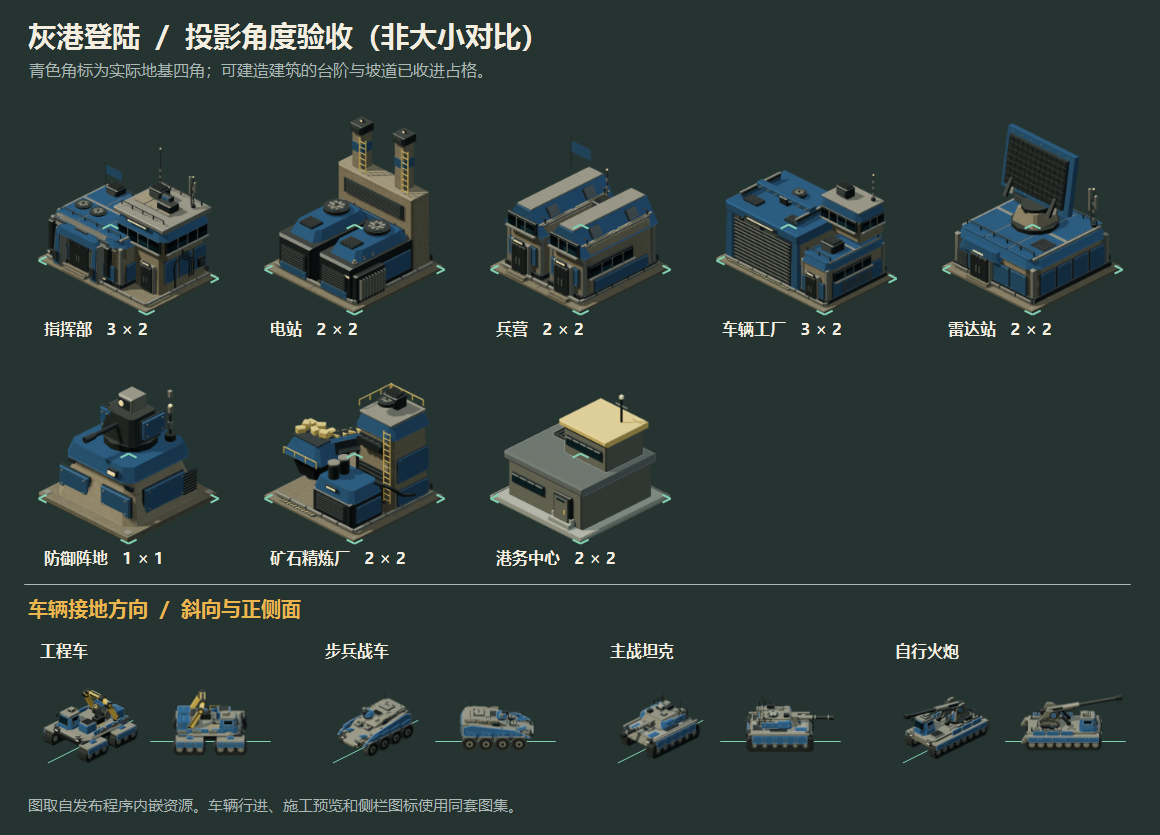 灰港登陆 / 投影角度验收（非大小对比）
青色角标为实际地基四角；可建造建筑的台阶与坡道已收进占格。
指挥部 3 × 2
电站 2 × 2
兵营 2 × 2
车辆工厂 3 × 2
雷达站 2 × 2
防御阵地 1 × 1
矿石精炼厂 2 × 2
港务中心 2 × 2
车辆接地方向 / 斜向与正侧面
工程车
步兵战车
主战坦克
自行火炮
图取自发布程序内嵌资源。车辆行进、施工预览和侧栏图标使用同套图集。